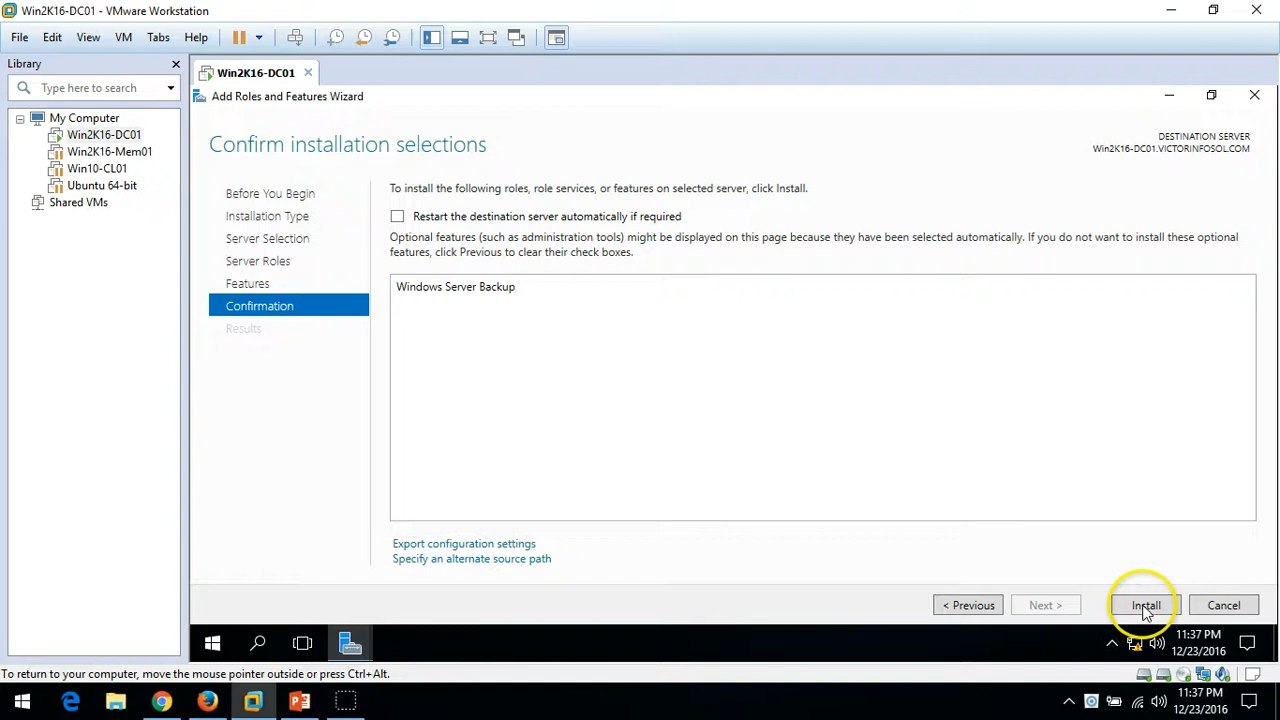 Win2K16-DC01 - VMware Workstation
File Edit View VM Tabs Help
Library
Type here to search
My Computer
Win2K16-DC01
Win2K16-Mem01
Win10-CL01
Ubuntu 64-bit
Shared VMs
Win2K16-DC01
Add Roles and Features Wizard
Confirm installation selections
DESTINATION SERVER
Win2K16-DC01.VICTORINFOSOL.COM
Before You Begin
Installation Type
Server Selection
Server Roles
Features
Confirmation
Results
To install the following roles, role services, or features on selected server, click Install.
Restart the destination server automatically if required
Optional features (such as administration tools) might be displayed on this page because they have been selected automatically. If you do not want to install these optional
features, click Previous to clear their check boxes.
Windows Server Backup
Export configuration settings
Specify an alternate source path
< Previous
Next >
Install
Cancel
11:37 PM
12/23/2016
To return to your computer, move the mouse pointer outside or press Ctrl+Alt.
11:37 PM
12/23/2016